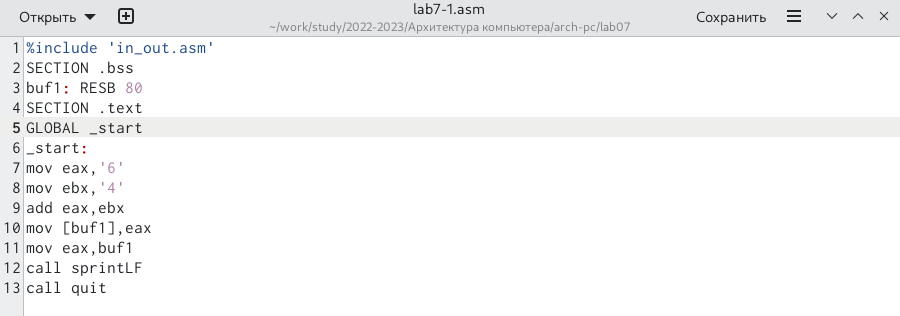 Открыть lab7-1.asm Сохранить
~/work/study/2022-2023/Архитектура компьютера/arch-pc/lab07
1 %include 'in_out.asm'
2 SECTION .bss
3 buf1: RESB 80
4 SECTION .text
5 GLOBAL _start
6 _start:
7 mov eax,'6'
8 mov ebx,'4'
9 add eax,ebx
10 mov [buf1],eax
11 mov eax,buf1
12 call sprintLF
13 call quit